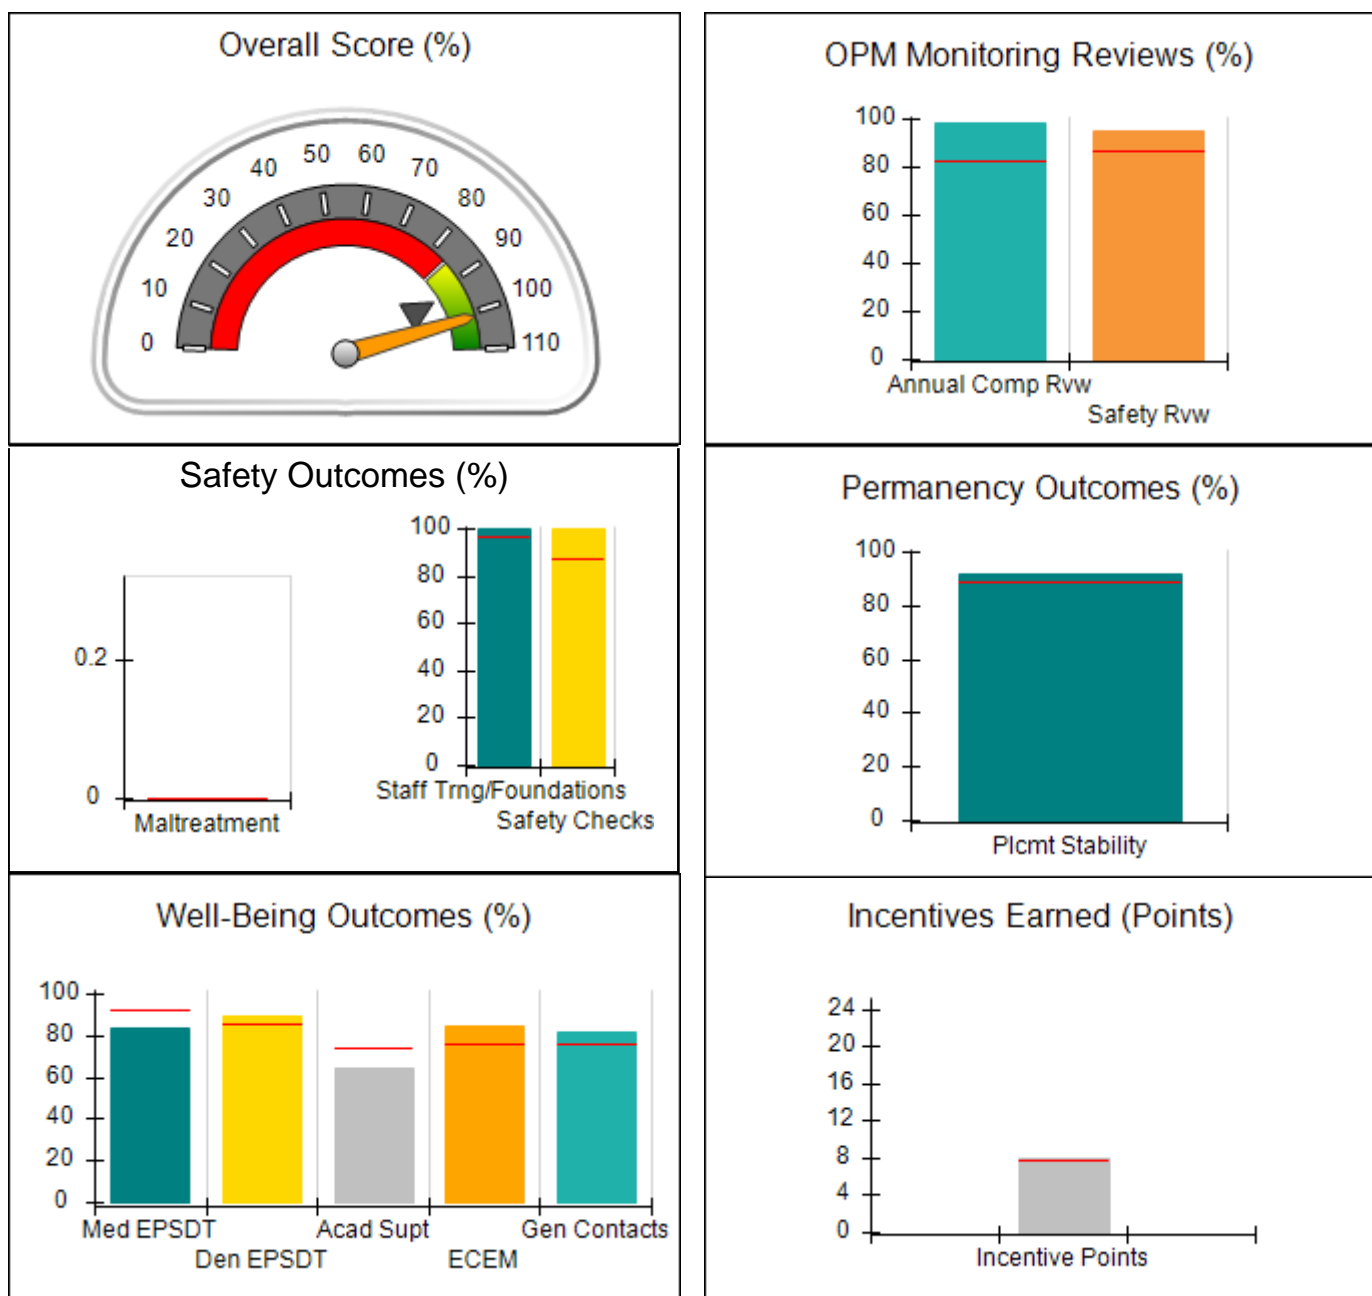 Overall Score (%)
0
10
20
30
40
50
60
70
80
90
100
110
OPM Monitoring Reviews (%)
100
80
60
40
20
0
Annual Comp Rvw
Safety Rvw
Safety Outcomes (%)
0.2
0
Maltreatment
100
80
60
40
20
0
Staff Trng/Foundations
Safety Checks
Permanency Outcomes (%)
100
80
60
40
20
0
Plcmt Stability
Well-Being Outcomes (%)
100
80
60
40
20
0
Med EPSDT
Den EPSDT
Acad Supt
ECEM
Gen Contacts
Incentives Earned (Points)
24
20
16
12
8
4
0
Incentive Points